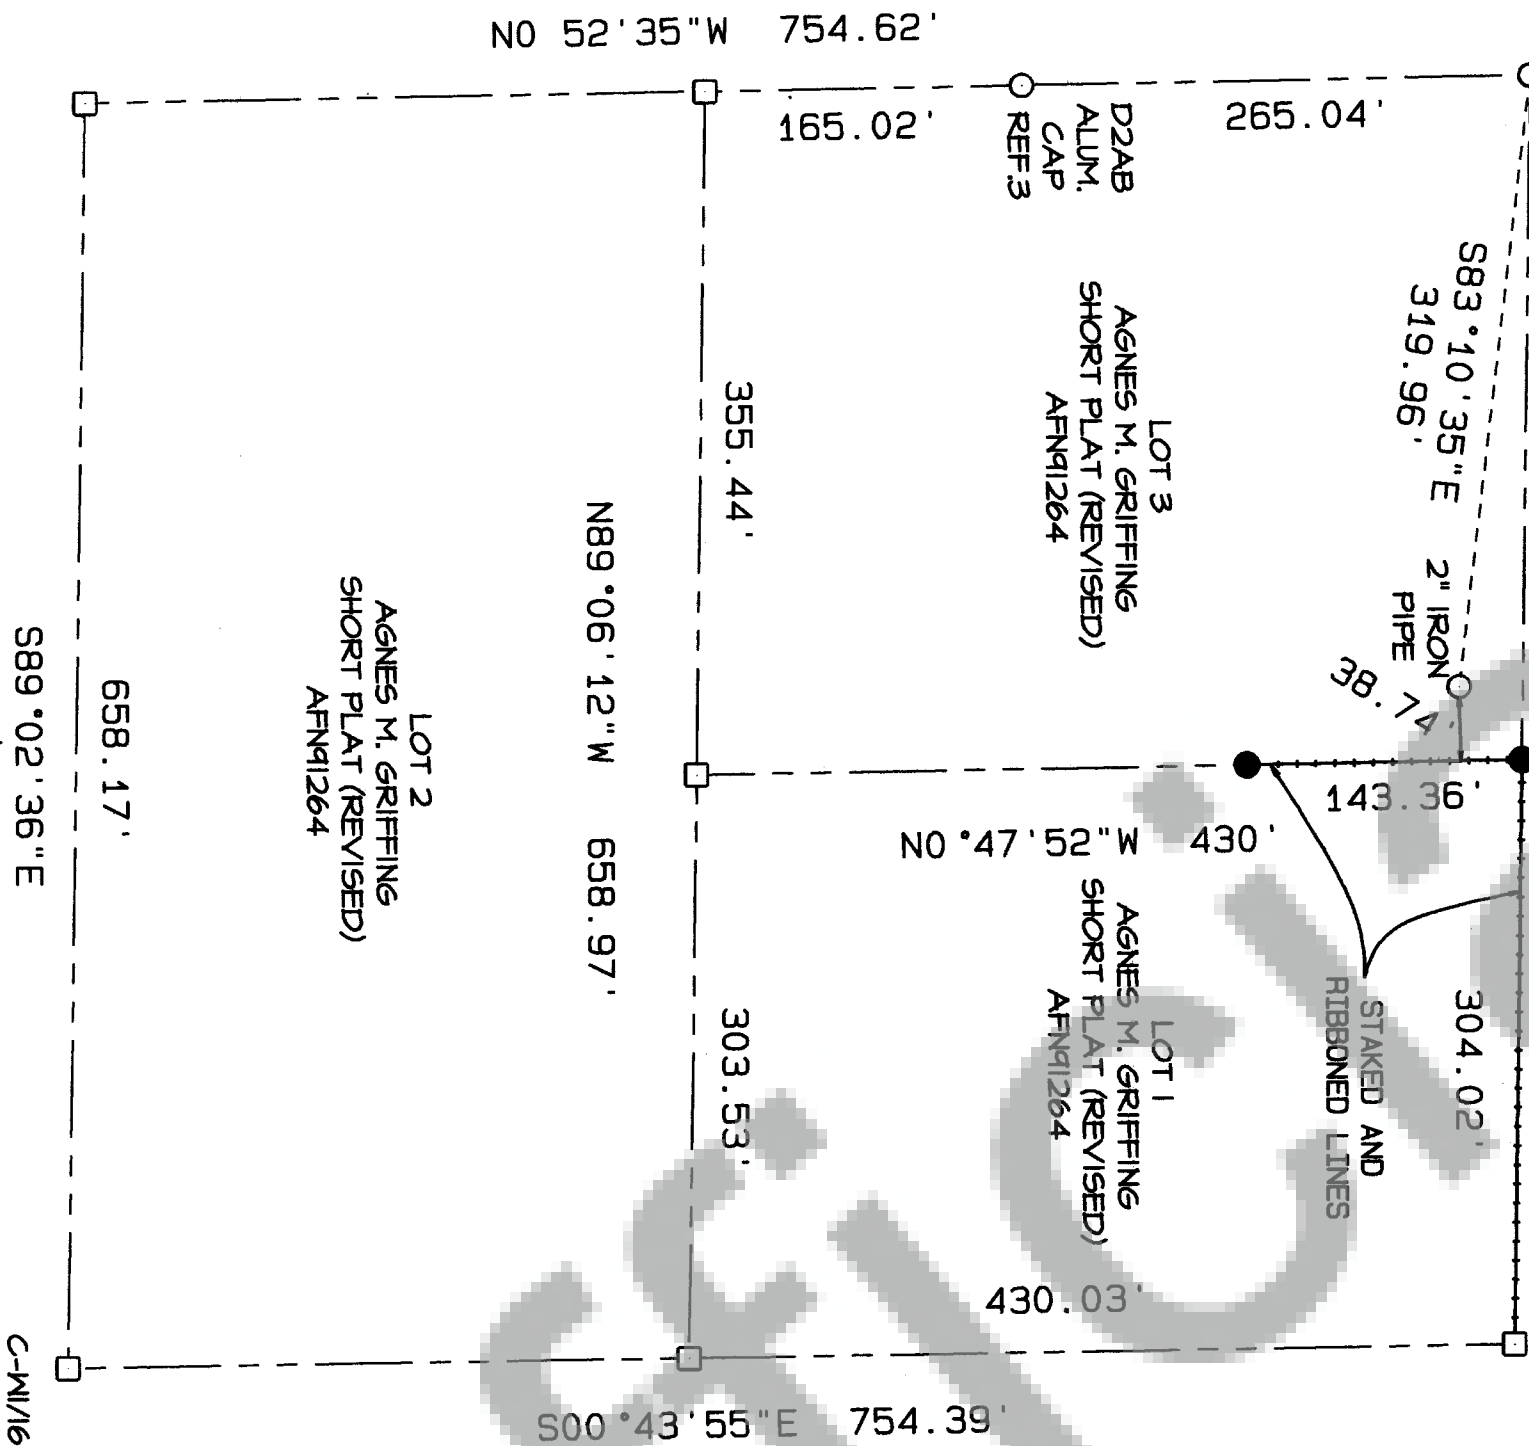 N0 52'35"W 754.62'
165.02'
265.04'
D2AB
ALUM.
CAP
REF.3
S83°10'35"E
319.96'
2" IRON
PIPE
38.74'
LOT 3
AGNES M. GRIFFING
SHORT PLAT (REVISED)
AFN91264
355.44'
N89°06'12"W 658.97'
143.36'
N0°47'52"W 430'
LOT 2
AGNES M. GRIFFING
SHORT PLAT (REVISED)
AFN91264
658.17'
S89°02'36"E
LOT 1
AGNES M. GRIFFING
SHORT PLAT (REVISED)
AFN91264
STAKED AND
RIBBONED LINES
304.02'
303.53'
430.03'
S00°43'55"E 754.39'
C-W1/16